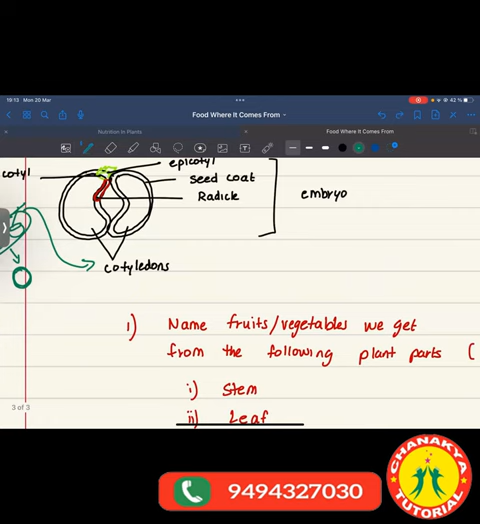 19:13 Mon 20 Mar
42 %
Food Where It Comes From
Nutrition in Plants
Food Where It Comes From
cotyl
epicotyl
seed coat
Radicle
embryo
cotyledons
1) Name fruits/vegetables we get
from the following plant parts (
i) Stem
ii) Leaf
3 of 3
9494327030
CHANAKYA
TUTORIAL